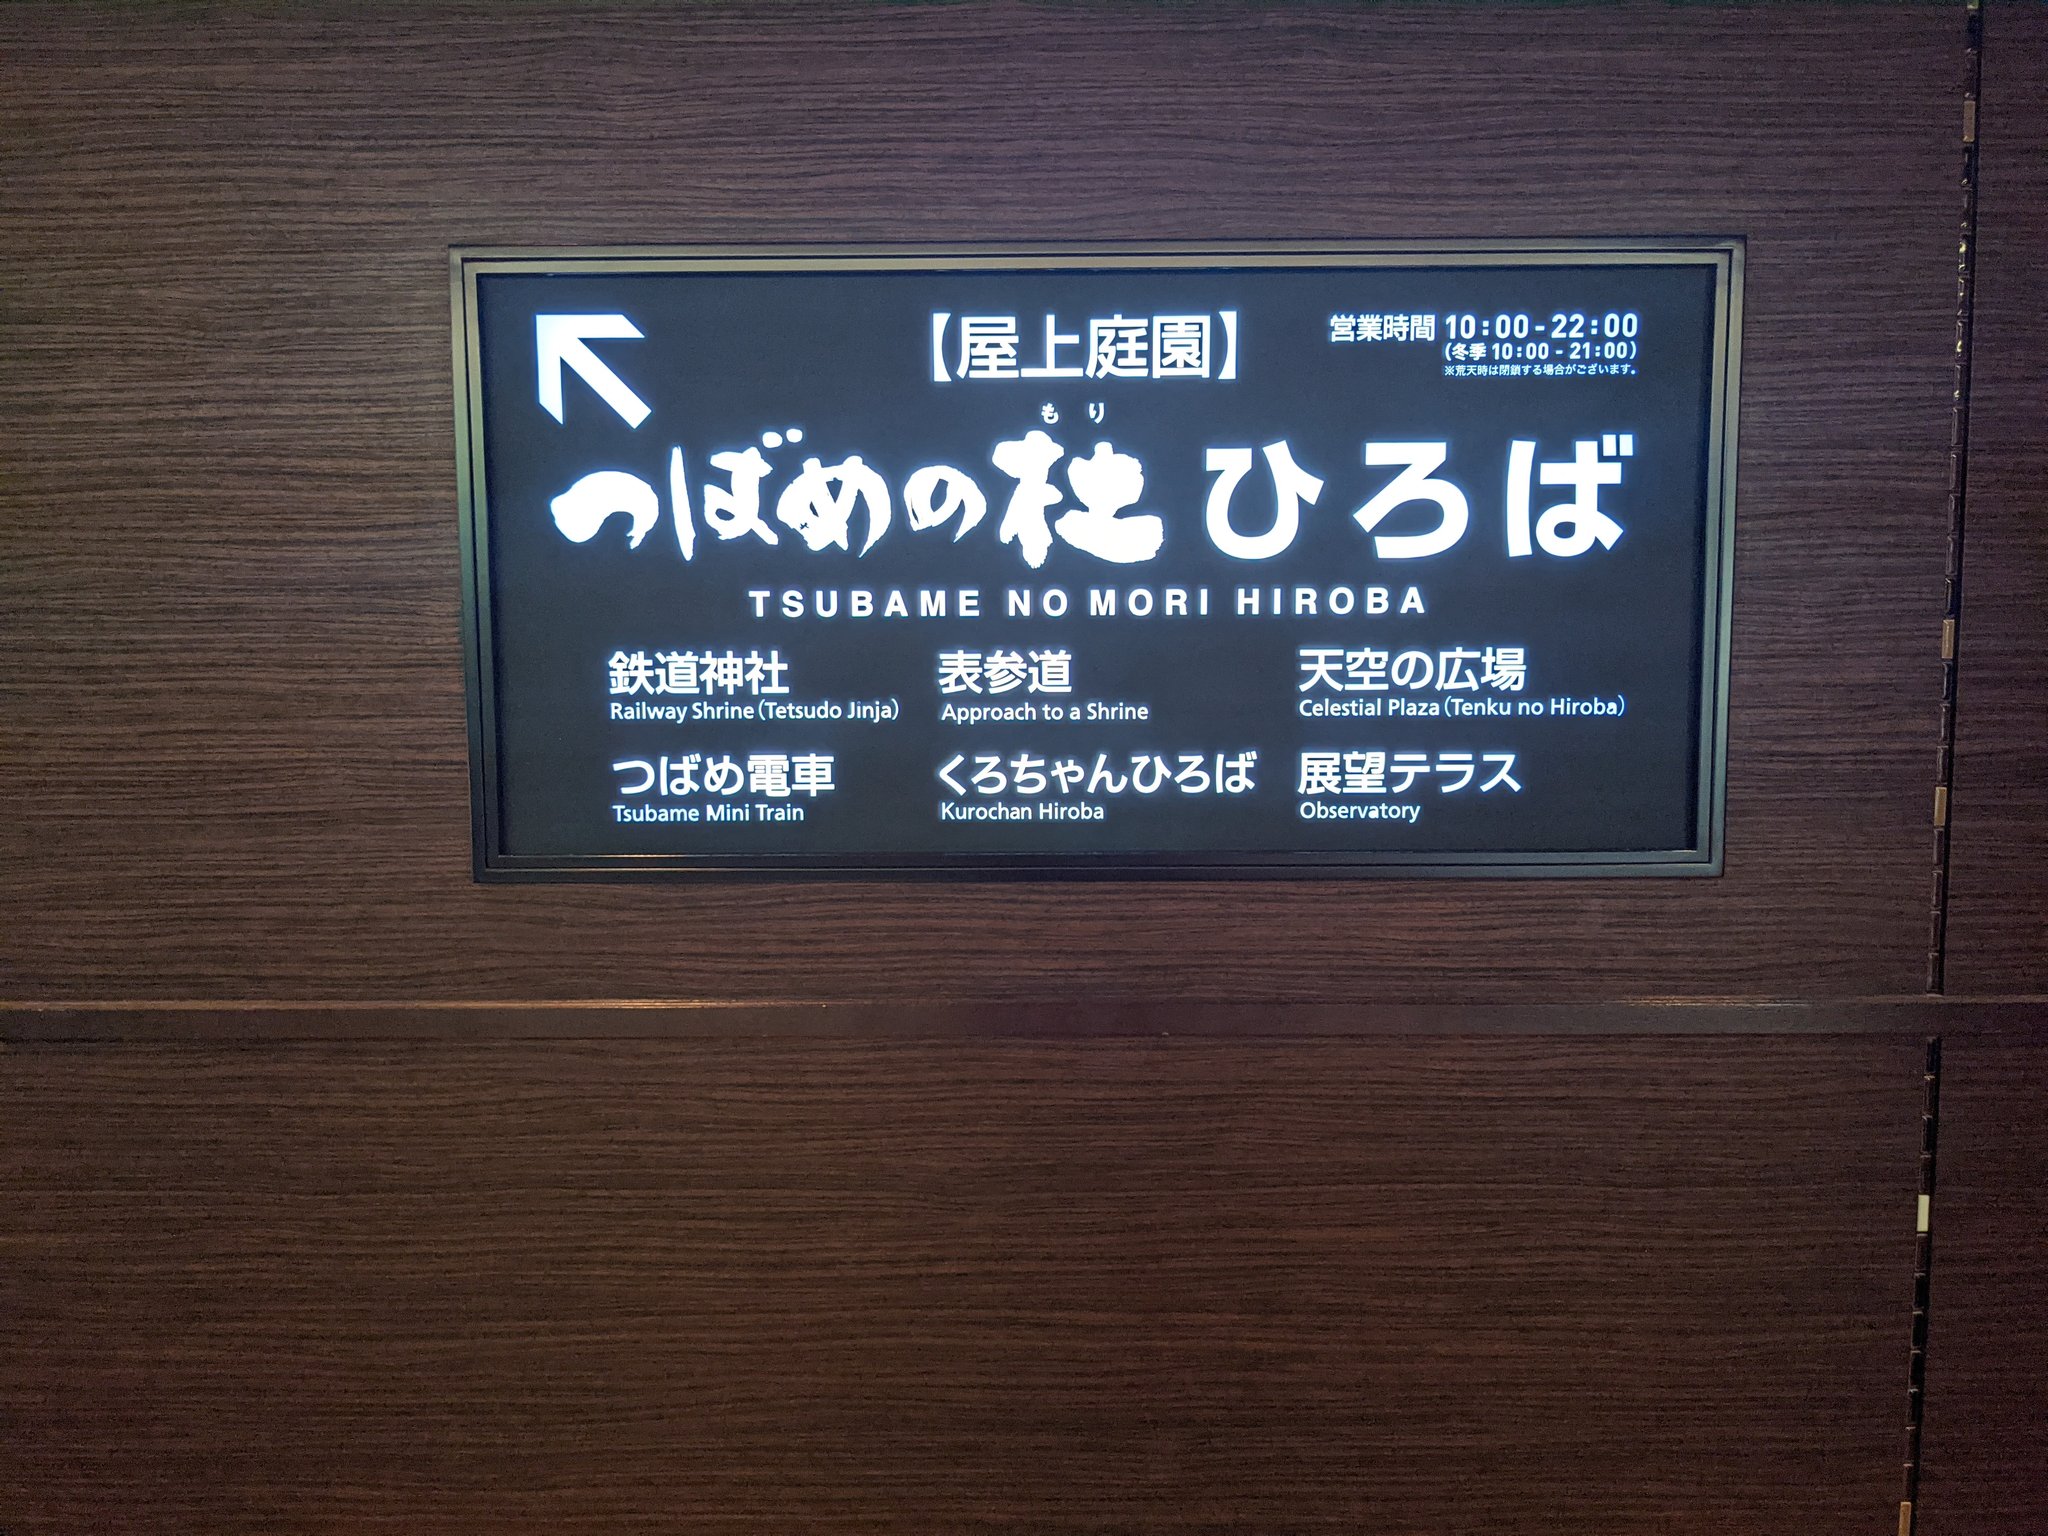 【屋上庭園】
営業時間 10:00-22:00
(冬季 10:00-21:00)
※荒天時は閉鎖する場合がございます。
もり
つばめの杜ひろば
TSUBAME NO MORI HIROBA
鉄道神社
Railway Shrine(Tetsudo Jinja)
表参道
Approach to a Shrine
天空の広場
Celestial Plaza(Tenku no Hiroba)
つばめ電車
Tsubame Mini Train
くろちゃんひろば
Kurochan Hiroba
展望テラス
Observatory